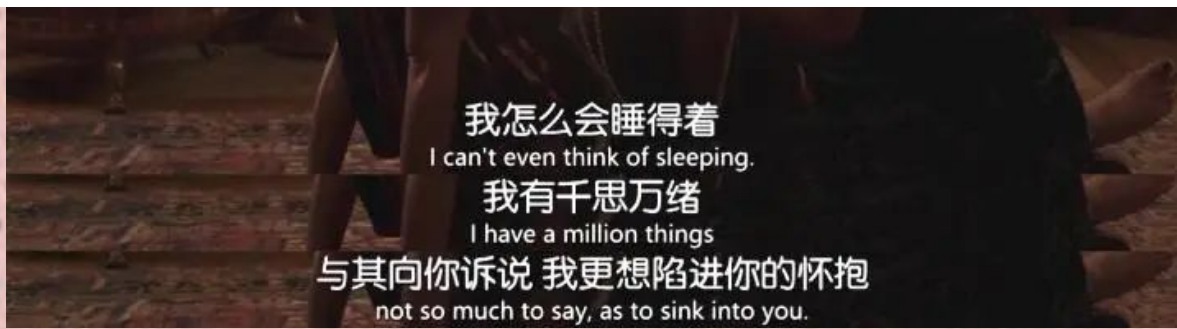 我怎么会睡得着
I can't even think of sleeping.
我有千思万绪
I have a million things
与其向你诉说 我更想陷进你的怀抱
not so much to say, as to sink into you.